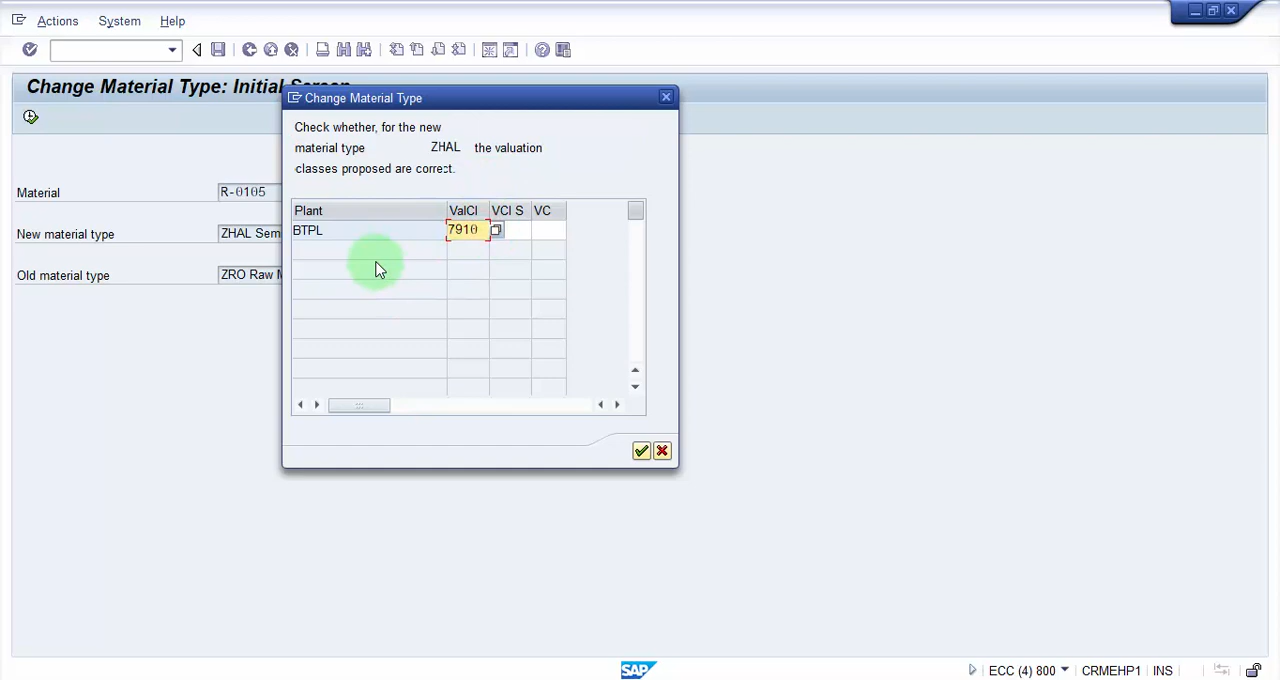 Actions System Help
Change Material Type: Initial Screen
Change Material Type
Check whether, for the new
material type ZHAL the valuation
classes proposed are correct.
Material R-0105
New material type ZHAL Sem
Old material type ZRO Raw
Plant ValCl VCl S VC
BTPL 7910
SAP
ECC (4) 800 CRMEHP1 INS